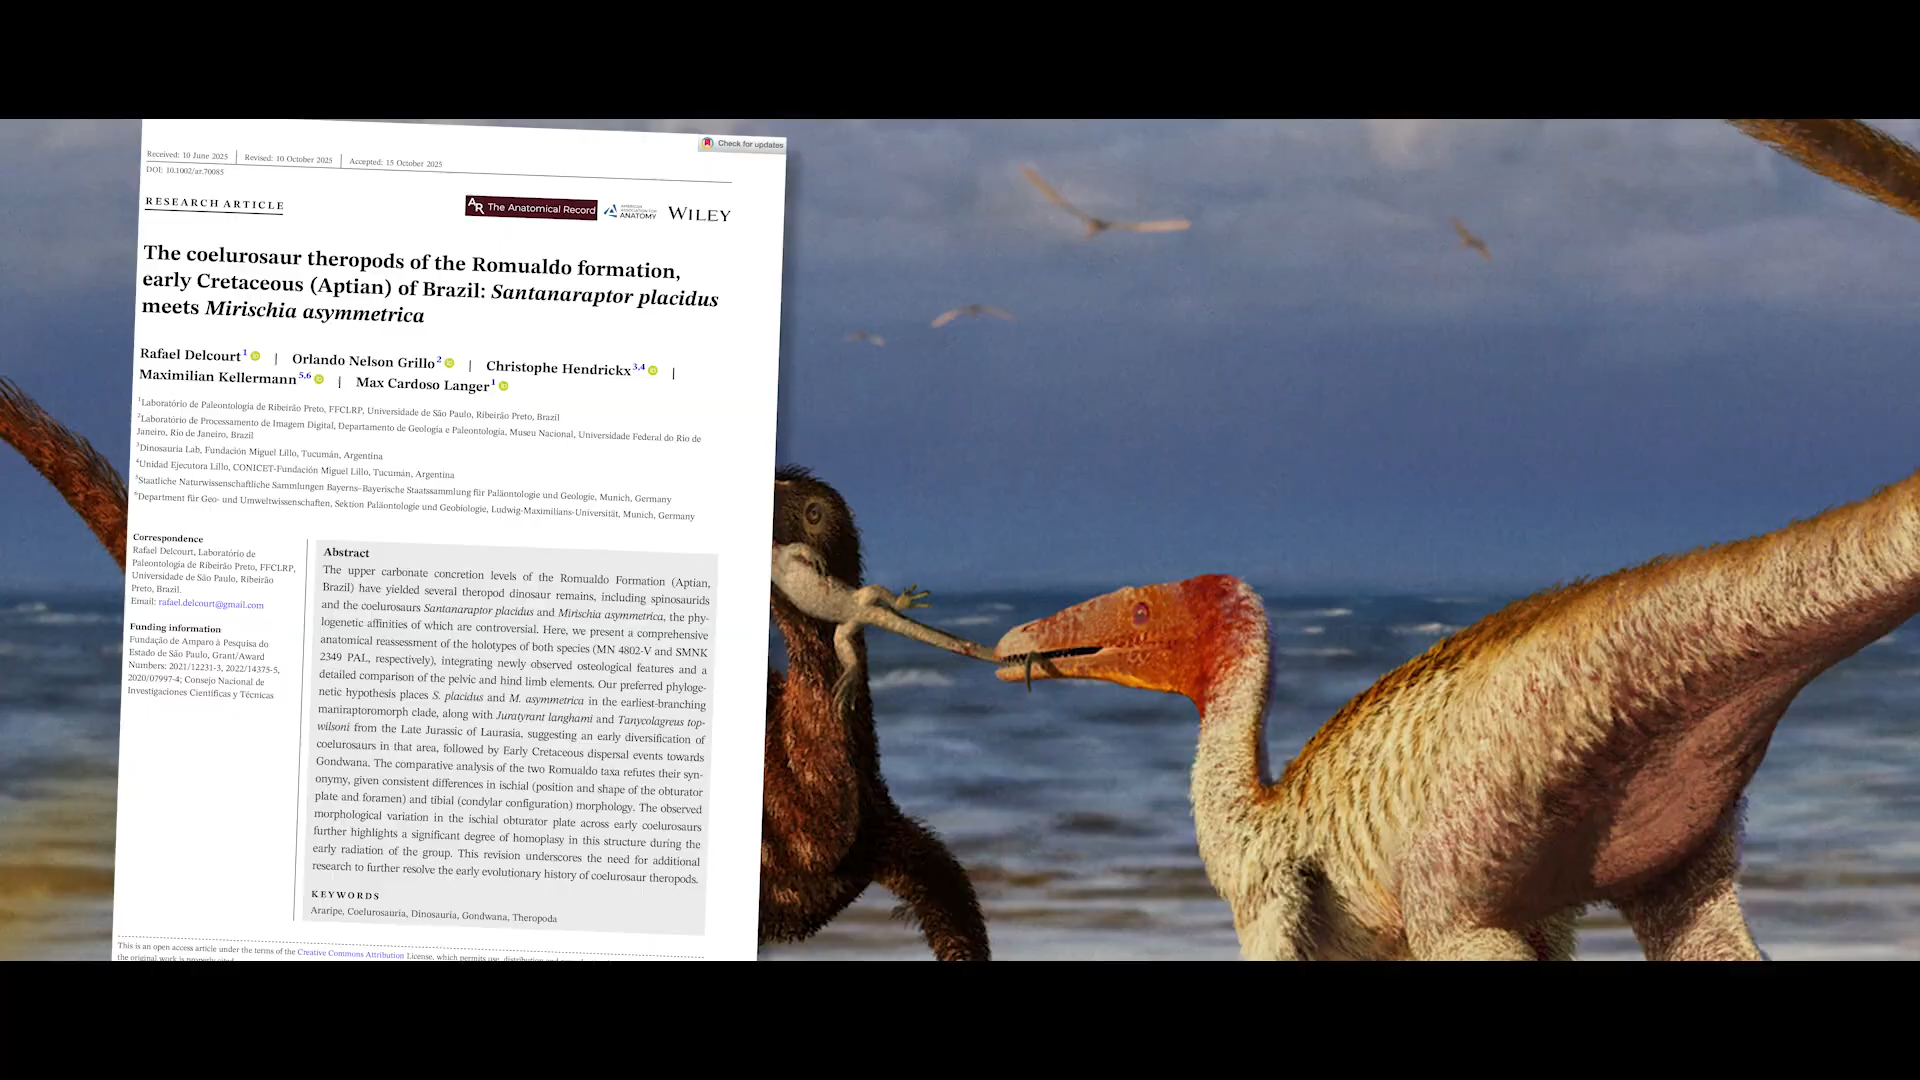 Check for updates
Received: 10 June 2025 | Revised: 10 October 2025 | Accepted: 15 October 2025
DOI: 10.1002/ar.70085
RESEARCH ARTICLE
AR The Anatomical Record
AMERICAN ASSOCIATION FOR ANATOMY
WILEY
The coelurosaur theropods of the Romualdo formation,
early Cretaceous (Aptian) of Brazil: Santanaraptor placidus
meets Mirischia asymmetrica
Rafael Delcourt1 | Orlando Nelson Grillo2 | Christophe Hendrickx3,4 |
Maximilian Kellermann5,6 | Max Cardoso Langer1
1Laboratório de Paleontologia de Ribeirão Preto, FFCLRP, Universidade de São Paulo, Ribeirão Preto, Brazil
2Laboratório de Processamento de Imagem Digital, Departamento de Geologia e Paleontologia, Museu Nacional, Universidade Federal do Rio de
Janeiro, Rio de Janeiro, Brazil
3Dinosauria Lab, Fundación Miguel Lillo, Tucumán, Argentina
4Unidad Ejecutora Lillo, CONICET-Fundación Miguel Lillo, Tucumán, Argentina
5Staatliche Naturwissenschaftliche Sammlungen Bayerns–Bayerische Staatssammlung für Paläontologie und Geologie, Munich, Germany
6Department für Geo- und Umweltwissenschaften, Sektion Paläontologie und Geobiologie, Ludwig-Maximilians-Universität, Munich, Germany
Correspondence
Rafael Delcourt, Laboratório de
Paleontologia de Ribeirão Preto, FFCLRP,
Universidade de São Paulo, Ribeirão
Preto, Brazil.
Email: rafael.delcourt@gmail.com
Funding information
Fundação de Amparo à Pesquisa do
Estado de São Paulo, Grant/Award
Numbers: 2021/12231-3, 2022/14375-5,
2020/07997-4; Consejo Nacional de
Investigaciones Científicas y Técnicas
Abstract
The upper carbonate concretion levels of the Romualdo Formation (Aptian,
Brazil) have yielded several theropod dinosaur remains, including spinosaurids
and the coelurosaurs Santanaraptor placidus and Mirischia asymmetrica, the phy-
logenetic affinities of which are controversial. Here, we present a comprehensive
anatomical reassessment of the holotypes of both species (MN 4802-V and SMNK
2349 PAL, respectively), integrating newly observed osteological features and a
detailed comparison of the pelvic and hind limb elements. Our preferred phyloge-
netic hypothesis places S. placidus and M. asymmetrica in the earliest-branching
maniraptoromorph clade, along with Juratyrant langhami and Tanycolagreus top-
wilsoni from the Late Jurassic of Laurasia, suggesting an early diversification of
coelurosaurs in that area, followed by Early Cretaceous dispersal events towards
Gondwana. The comparative analysis of the two Romualdo taxa refutes their syn-
onymy, given consistent differences in ischial (position and shape of the obturator
plate and foramen) and tibial (condylar configuration) morphology. The observed
morphological variation in the ischial obturator plate across early coelurosaurs
further highlights a significant degree of homoplasy in this structure during the
early radiation of the group. This revision underscores the need for additional
research to further resolve the early evolutionary history of coelurosaur theropods.
KEYWORDS
Araripe, Coelurosauria, Dinosauria, Gondwana, Theropoda
This is an open access article under the terms of the Creative Commons Attribution License, which permits use, distribution
the original work is properly cited